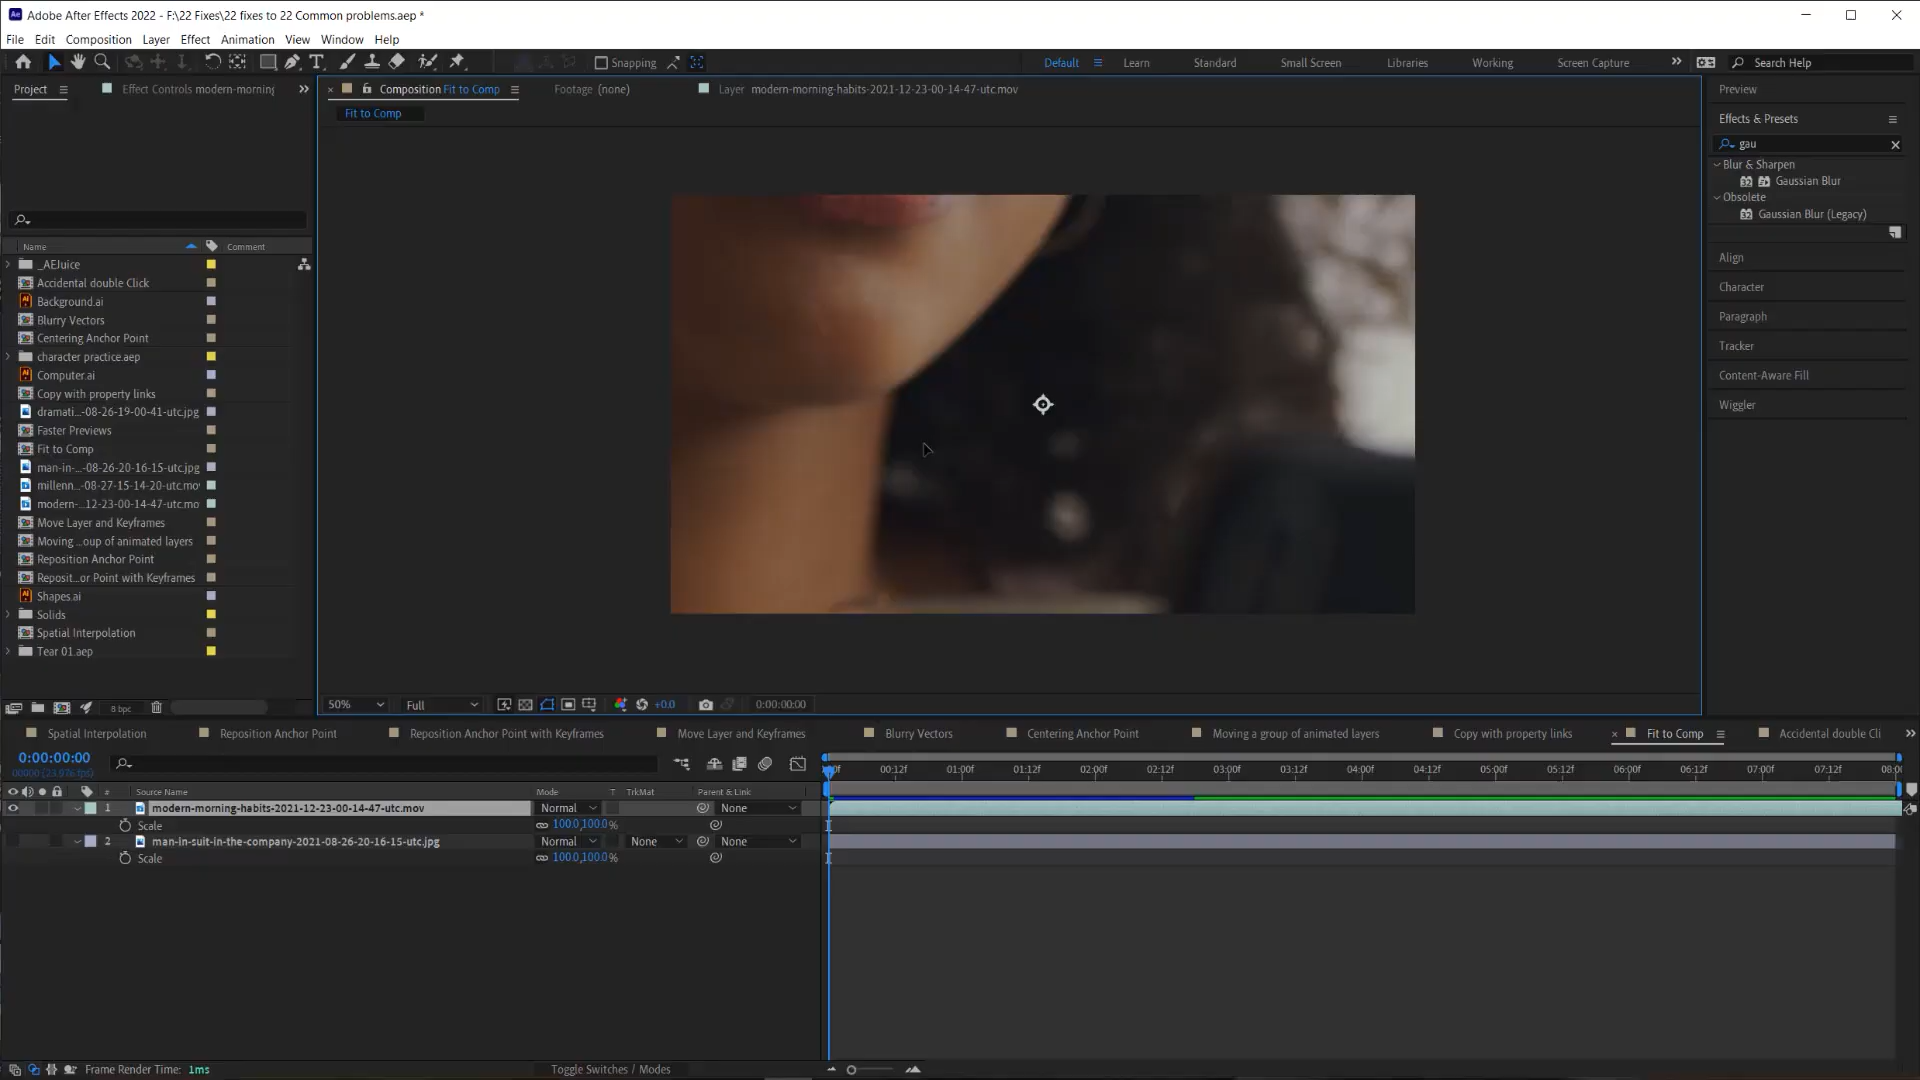 Adobe After Effects 2022 - F:\22 Fixes\22 fixes to 22 Common problems.aep *
File Edit Composition Layer Effect Animation View Window Help
Snapping
Default Learn Standard Small Screen Libraries Working Screen Capture Search Help
Project Effect Controls modern-morning
Composition Fit to Comp Footage (none) Layer modern-morning-habits-2021-12-23-00-14-47-utc.mov
Fit to Comp
Preview
Effects & Presets
gau
Blur & Sharpen
Gaussian Blur
Obsolete
Gaussian Blur (Legacy)
Align
Character
Paragraph
Tracker
Content-Aware Fill
Wiggler
Name Comment
_AEJuice
Accidental double Click
Background.ai
Blurry Vectors
Centering Anchor Point
character practice.aep
Computer.ai
Copy with property links
dramati...-08-26-19-00-41-utc.jpg
Faster Previews
Fit to Comp
man-in-...-08-26-20-16-15-utc.jpg
millenn...-08-27-15-14-20-utc.mov
modern-...12-23-00-14-47-utc.mov
Move Layer and Keyframes
Moving ...oup of animated layers
Reposition Anchor Point
Reposit...or Point with Keyframes
Shapes.ai
Solids
Spatial Interpolation
Tear 01.aep
8 bpc
50% Full +0.0 0:00:00:00
Spatial Interpolation Reposition Anchor Point Reposition Anchor Point with Keyframes Move Layer and Keyframes Blurry Vectors Centering Anchor Point Moving a group of animated layers Copy with property links Fit to Comp Accidental double Cli
0:00:00:00
00000 (23.976 fps)
00:12f 01:00f 01:12f 02:00f 02:12f 03:00f 03:12f 04:00f 04:12f 05:00f 05:12f 06:00f 06:12f 07:00f 07:12f 08:0
# Source Name Mode T TrkMat Parent & Link
1 modern-morning-habits-2021-12-23-00-14-47-utc.mov Normal None
Scale 100.0,100.0%
2 man-in-suit-in-the-company-2021-08-26-20-16-15-utc.jpg Normal None None
Scale 100.0,100.0%
Frame Render Time: 1ms Toggle Switches / Modes